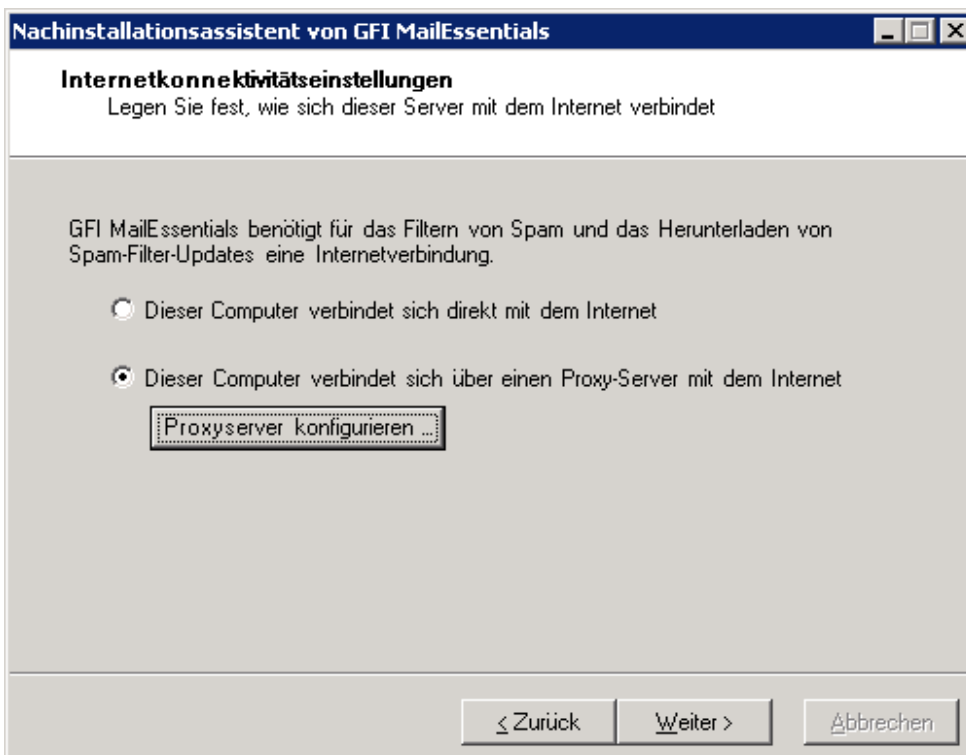 Nachinstallationsassistent von GFI MailEssentials
Internetkonnektivitätseinstellungen
Legen Sie fest, wie sich dieser Server mit dem Internet verbindet
GFI MailEssentials benötigt für das Filtern von Spam und das Herunterladen von
Spam-Filter-Updates eine Internetverbindung.
Dieser Computer verbindet sich direkt mit dem Internet
Dieser Computer verbindet sich über einen Proxy-Server mit dem Internet
Proxyserver konfigurieren ...
< Zurück
Weiter >
Abbrechen